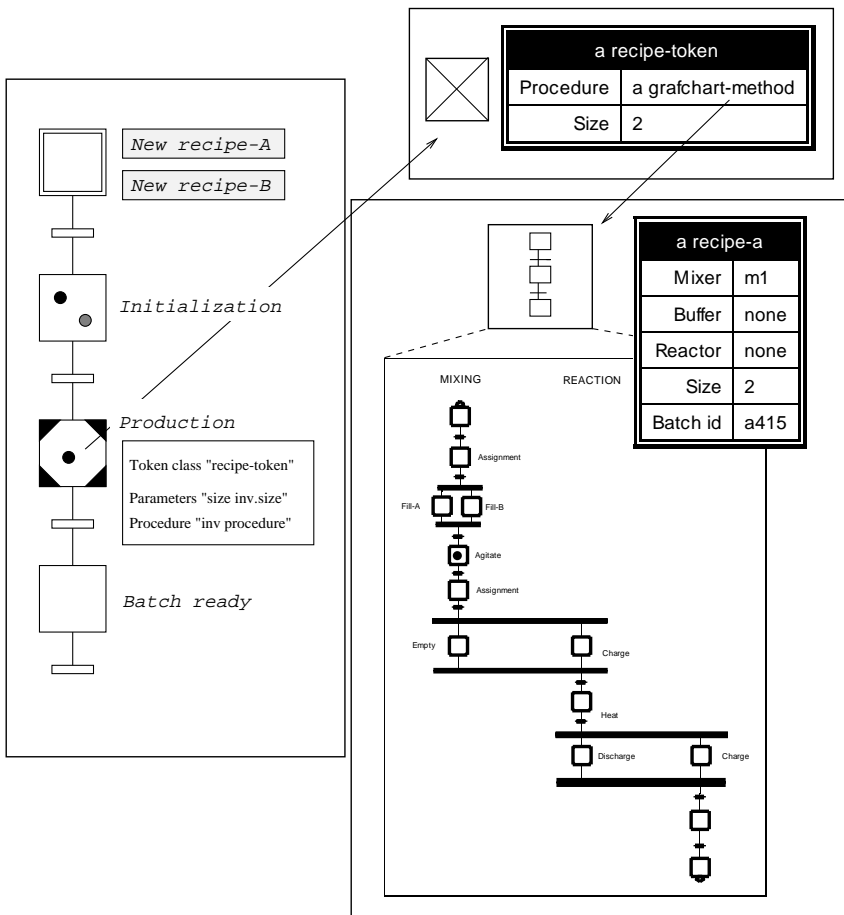 a recipe-token
Procedure a grafchart-method
Size 2
New recipe-A
New recipe-B
Initialization
Production
Token class "recipe-token"
Parameters "size inv.size"
Procedure "inv procedure"
Batch ready
a recipe-a
Mixer m1
Buffer none
Reactor none
Size 2
Batch id a415
MIXING REACTION
Assignment
Fill-A Fill-B
Agitate
Assignment
Empty Charge
Heat
Discharge Charge